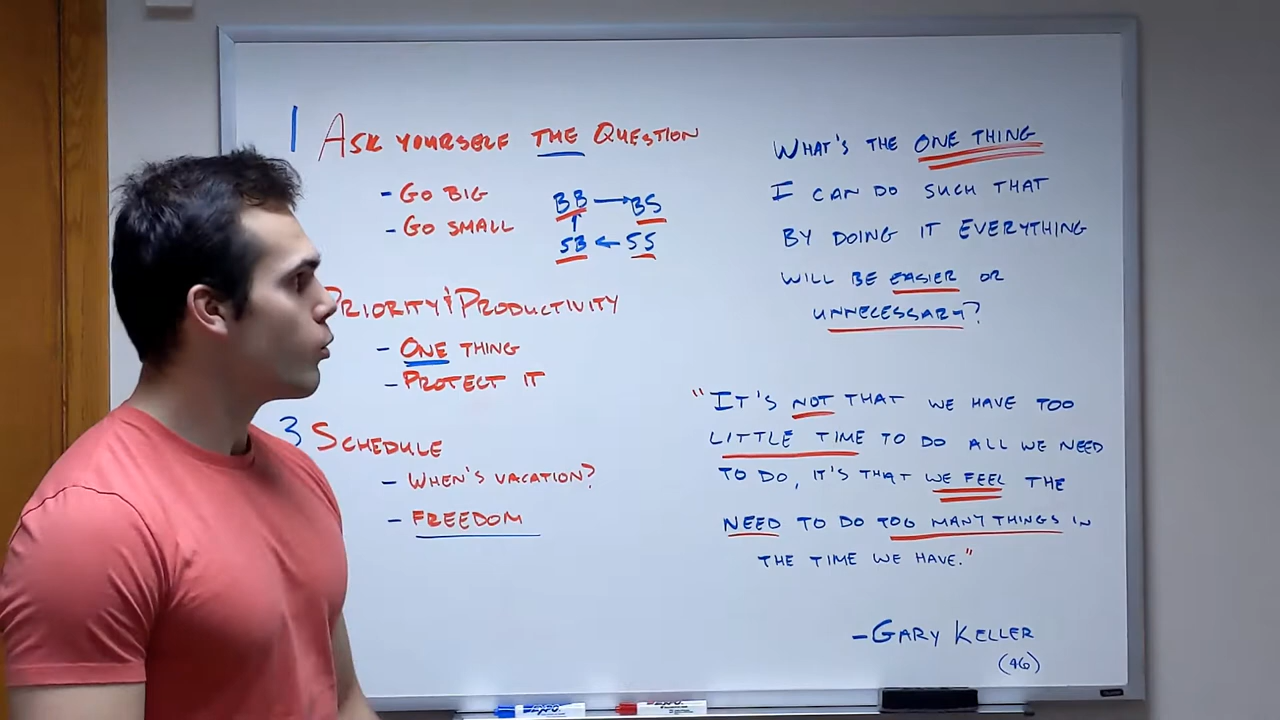 1 ASK YOURSELF THE QUESTION
- GO BIG
- GO SMALL
BB → BS
↑
SB ← SS
PRIORITY & PRODUCTIVITY
- ONE THING
- PROTECT IT
3 SCHEDULE
- WHEN'S VACATION?
- FREEDOM
WHAT'S THE ONE THING
I CAN DO SUCH THAT
BY DOING IT EVERYTHING
WILL BE EASIER OR
UNNECESSARY?
"IT'S NOT THAT WE HAVE TOO
LITTLE TIME TO DO ALL WE NEED
TO DO, IT'S THAT WE FEEL THE
NEED TO DO TOO MANY THINGS IN
THE TIME WE HAVE."
-GARY KELLER
(46)
EXPO
EXPO